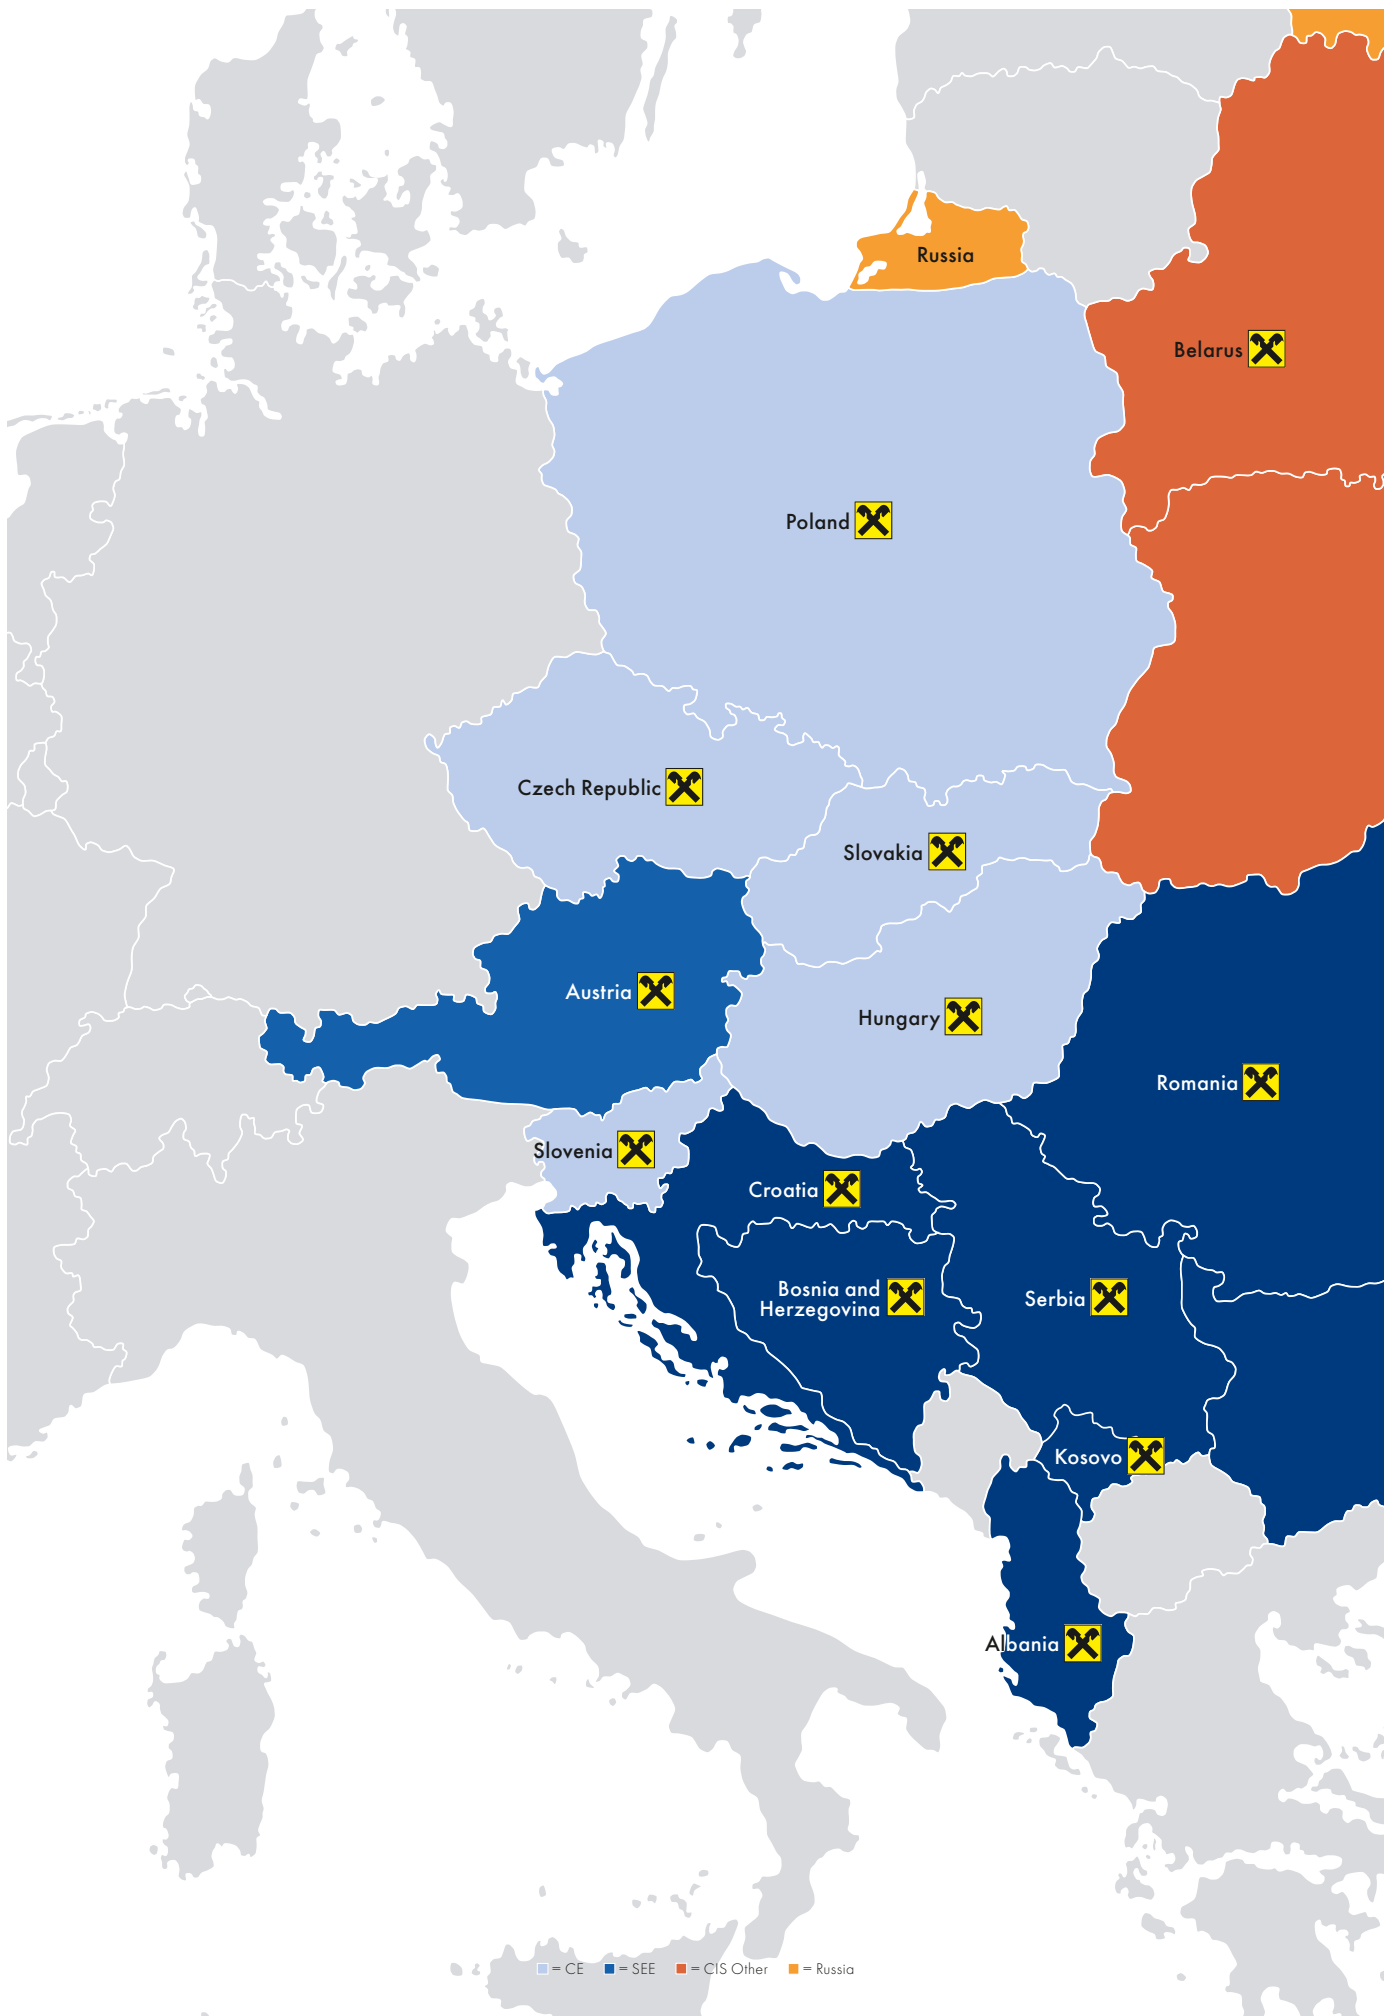 Russia
Belarus
Poland
Czech Republic
Slovakia
Austria
Hungary
Romania
Slovenia
Croatia
Bosnia and
Herzegovina
Serbia
Kosovo
Albania
= CE = SEE = CIS Other = Russia